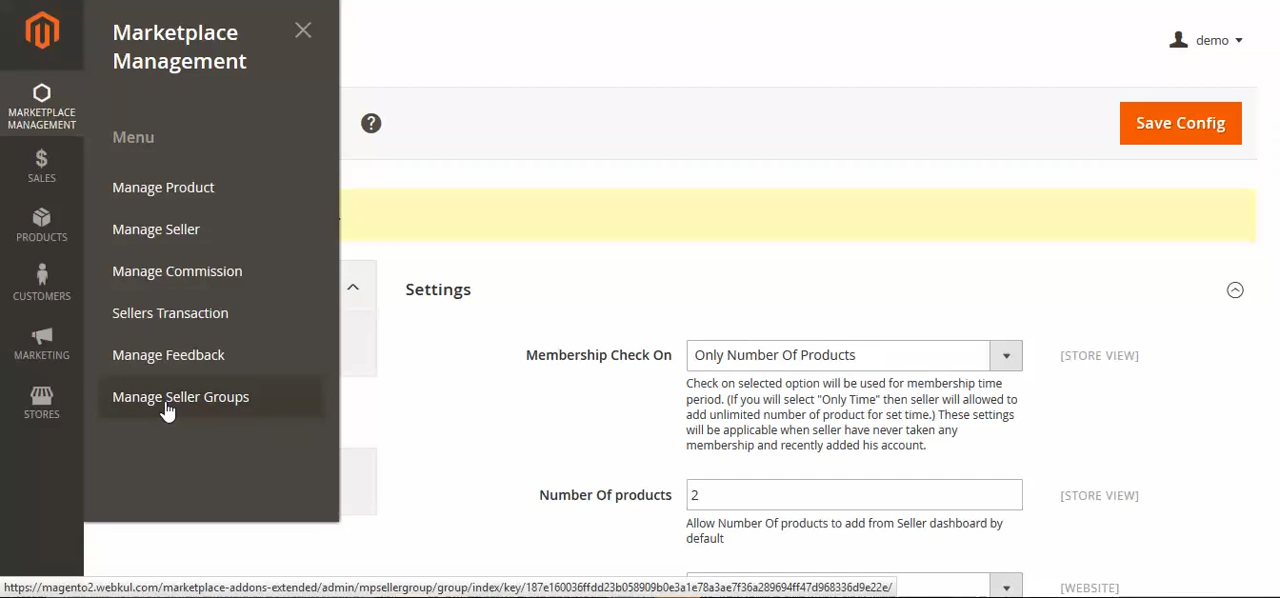 Marketplace
Management
demo
MARKETPLACE
MANAGEMENT
Menu
?
Save Config
SALES
Manage Product
PRODUCTS
Manage Seller
CUSTOMERS
Manage Commission
Settings
Sellers Transaction
MARKETING
Manage Feedback
Membership Check On
Only Number Of Products
[STORE VIEW]
Check on selected option will be used for membership time
period. (If you will select "Only Time" then seller will allowed to
add unlimited number of product for set time.) These settings
will be applicable when seller have never taken any
membership and recently added his account.
STORES
Manage Seller Groups
Number Of products
2
[STORE VIEW]
Allow Number Of products to add from Seller dashboard by
default
https://magento2.webkul.com/marketplace-addons-extended/admin/mpsellergroup/group/index/key/187e160036ffdd23b058909b0e3a1e78a3ae7f36a289694ff47d968336d9e22e/
[WEBSITE]